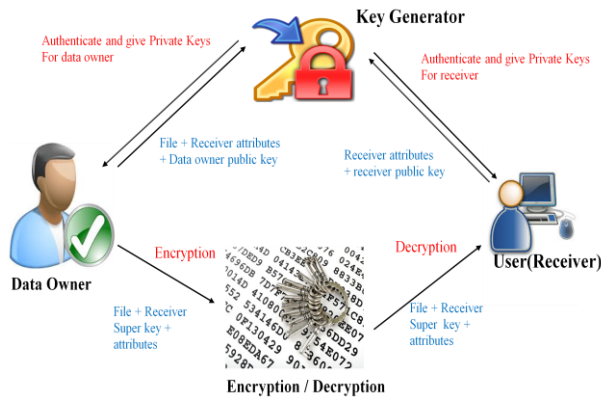 Key Generator
Authenticate and give Private Keys
For data owner
Authenticate and give Private Keys
For receiver
File + Receiver attributes
+ Data owner public key
Receiver attributes
+ receiver public key
Encryption
Decryption
Data Owner
User(Receiver)
File + Receiver
Super key +
attributes
File + Receiver
Super key +
attributes
Encryption / Decryption